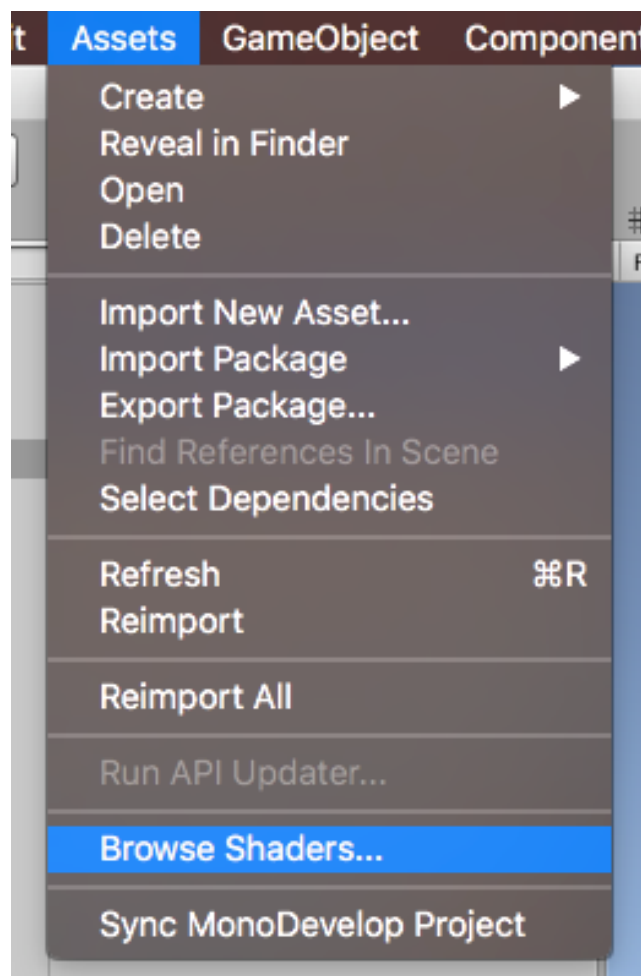 Assets GameObject
Create
Reveal in Finder
Open
Delete
Import New Asset...
Import Package
Export Package...
Find References In Scene
Select Dependencies
Refresh ⌘R
Reimport
Reimport All
Run API Updater...
Browse Shaders...
Sync MonoDevelop Project